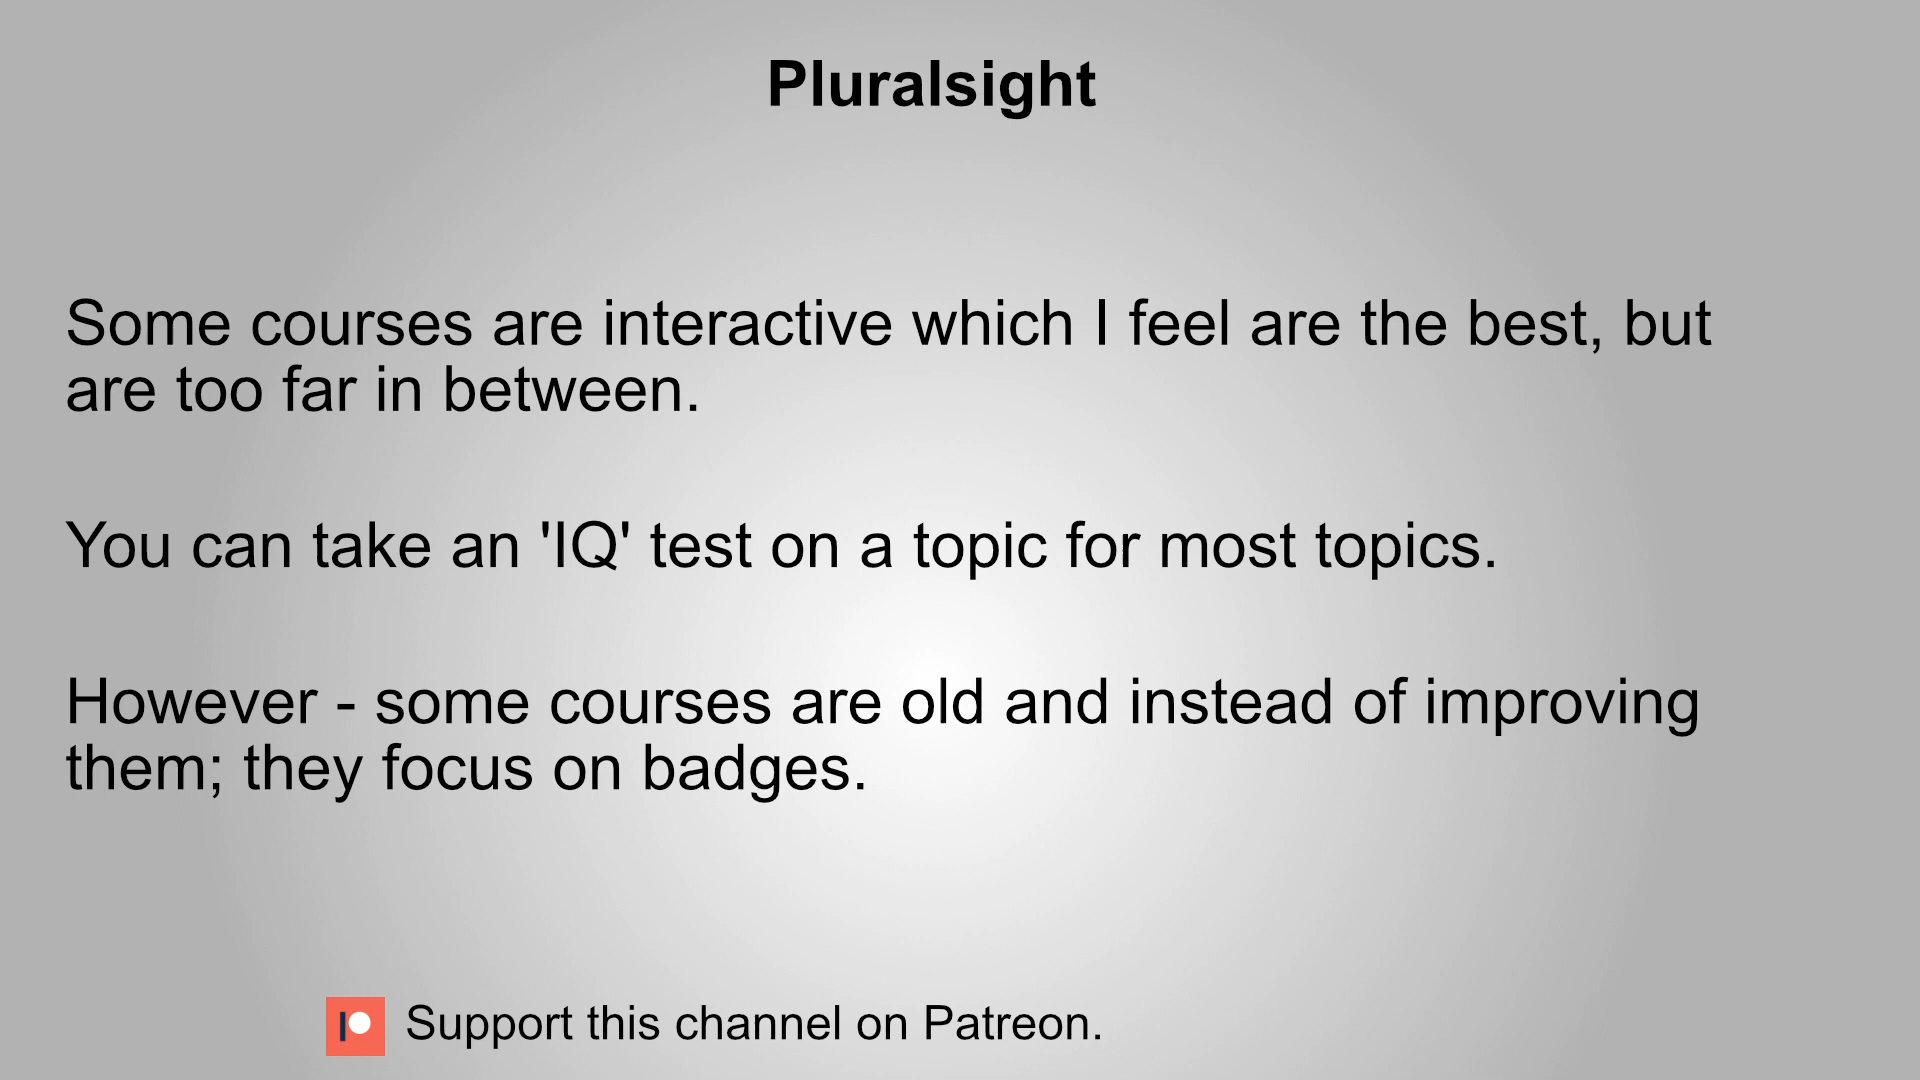 Pluralsight
Some courses are interactive which I feel are the best, but
are too far in between.
You can take an 'IQ' test on a topic for most topics.
However - some courses are old and instead of improving
them; they focus on badges.
Support this channel on Patreon.